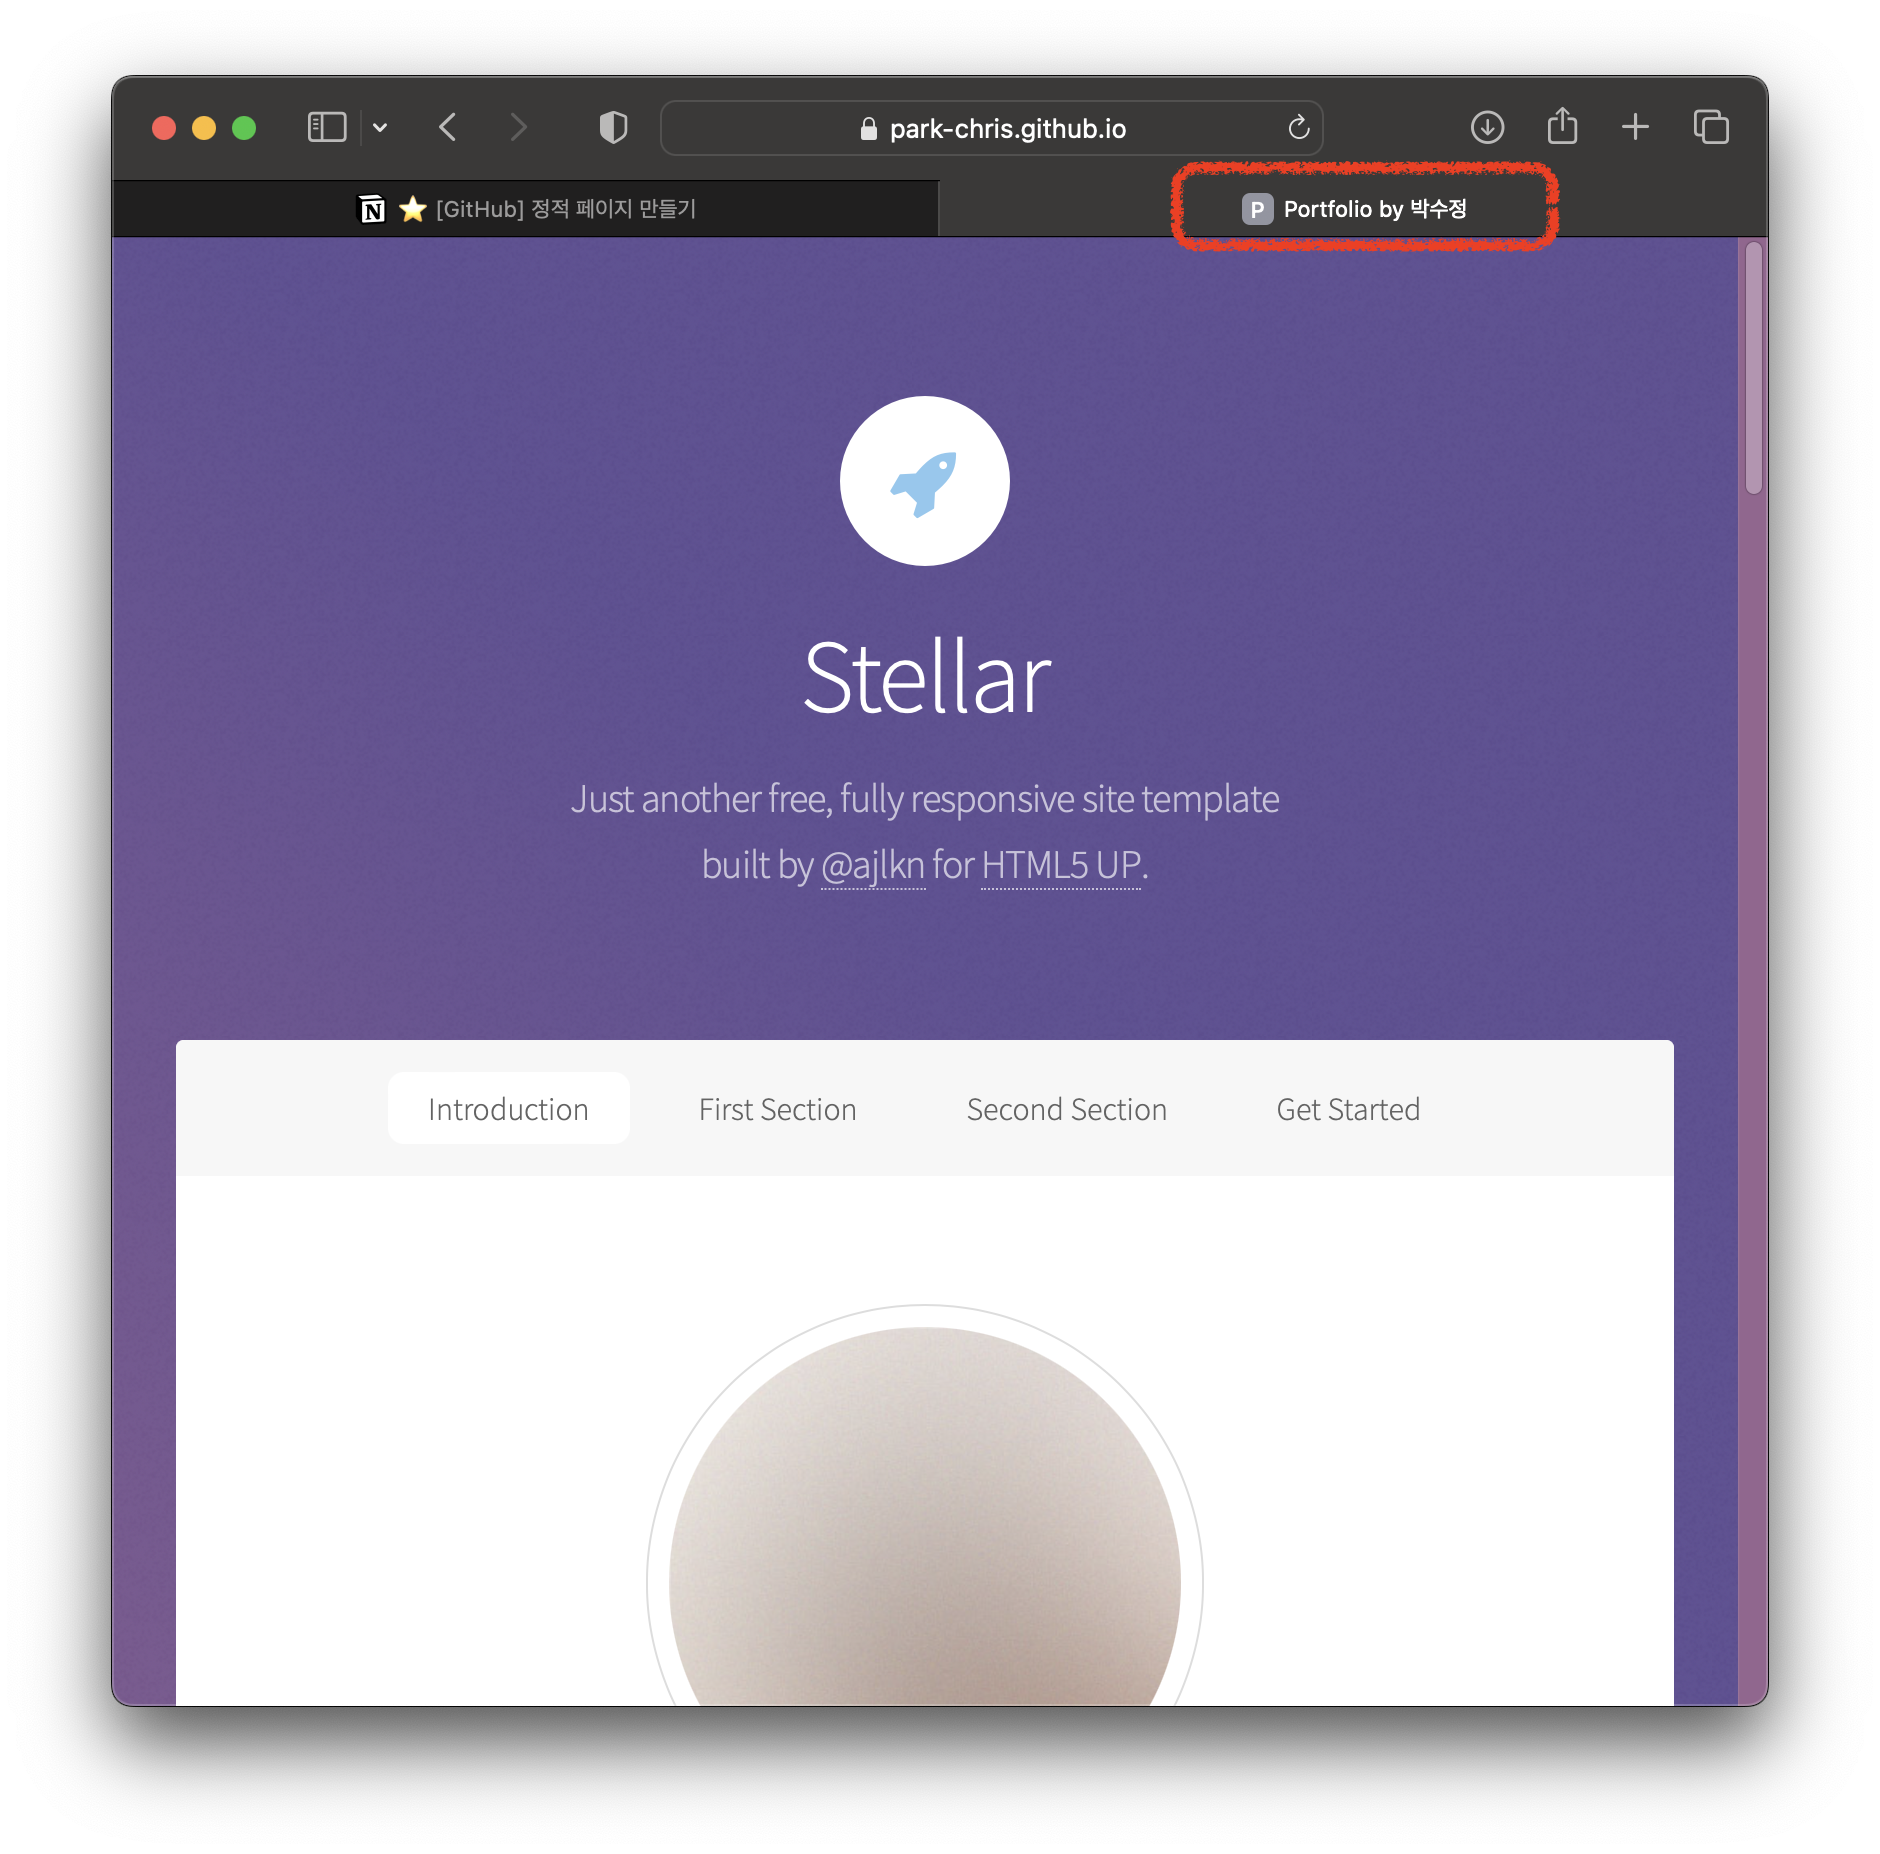 park-chris.github.io
N ⭐ [GitHub] 정적 페이지 만들기
P Portfolio by 박수정
Stellar
Just another free, fully responsive site template
built by @ajlkn for HTML5 UP.
Introduction First Section Second Section Get Started